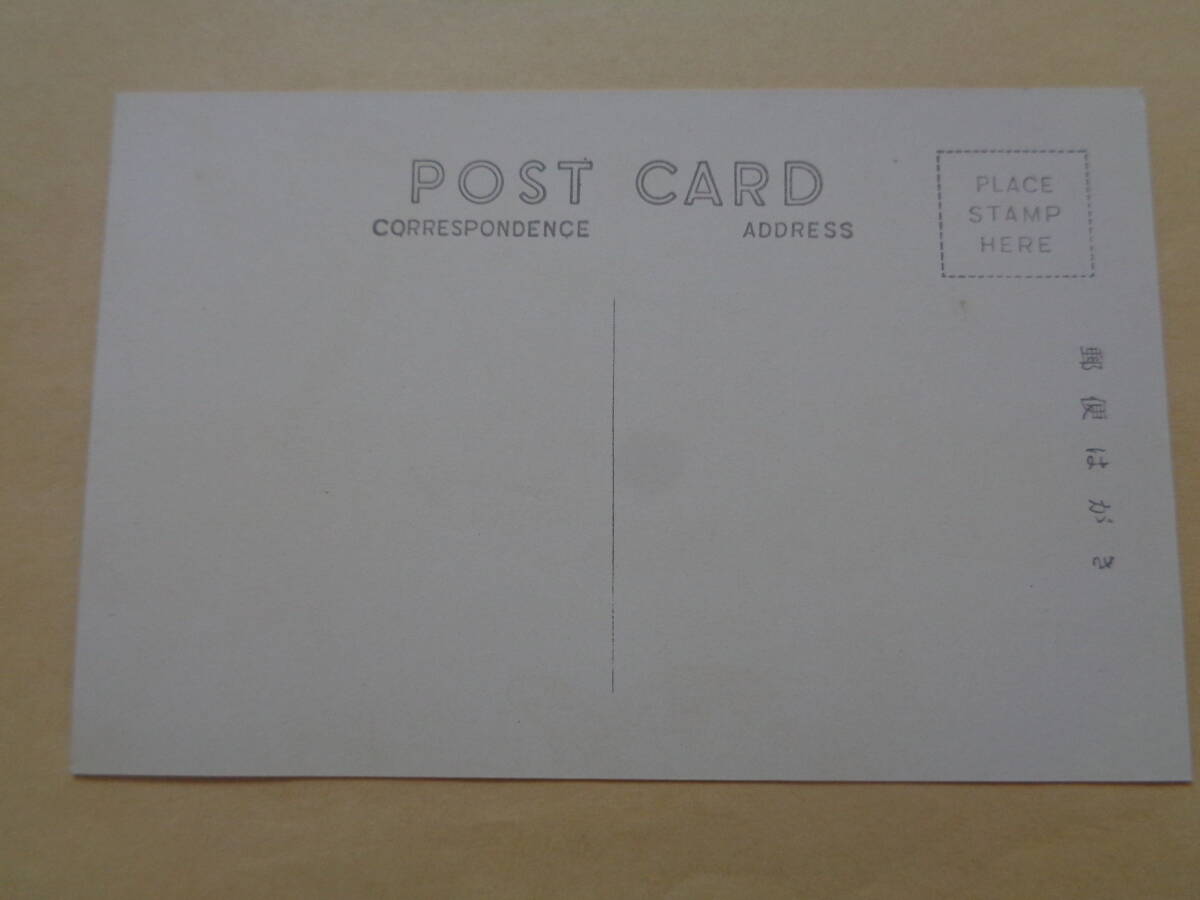 POST CARD
CORRESPONDENCE
ADDRESS
PLACE
STAMP
HERE
郵便はがき